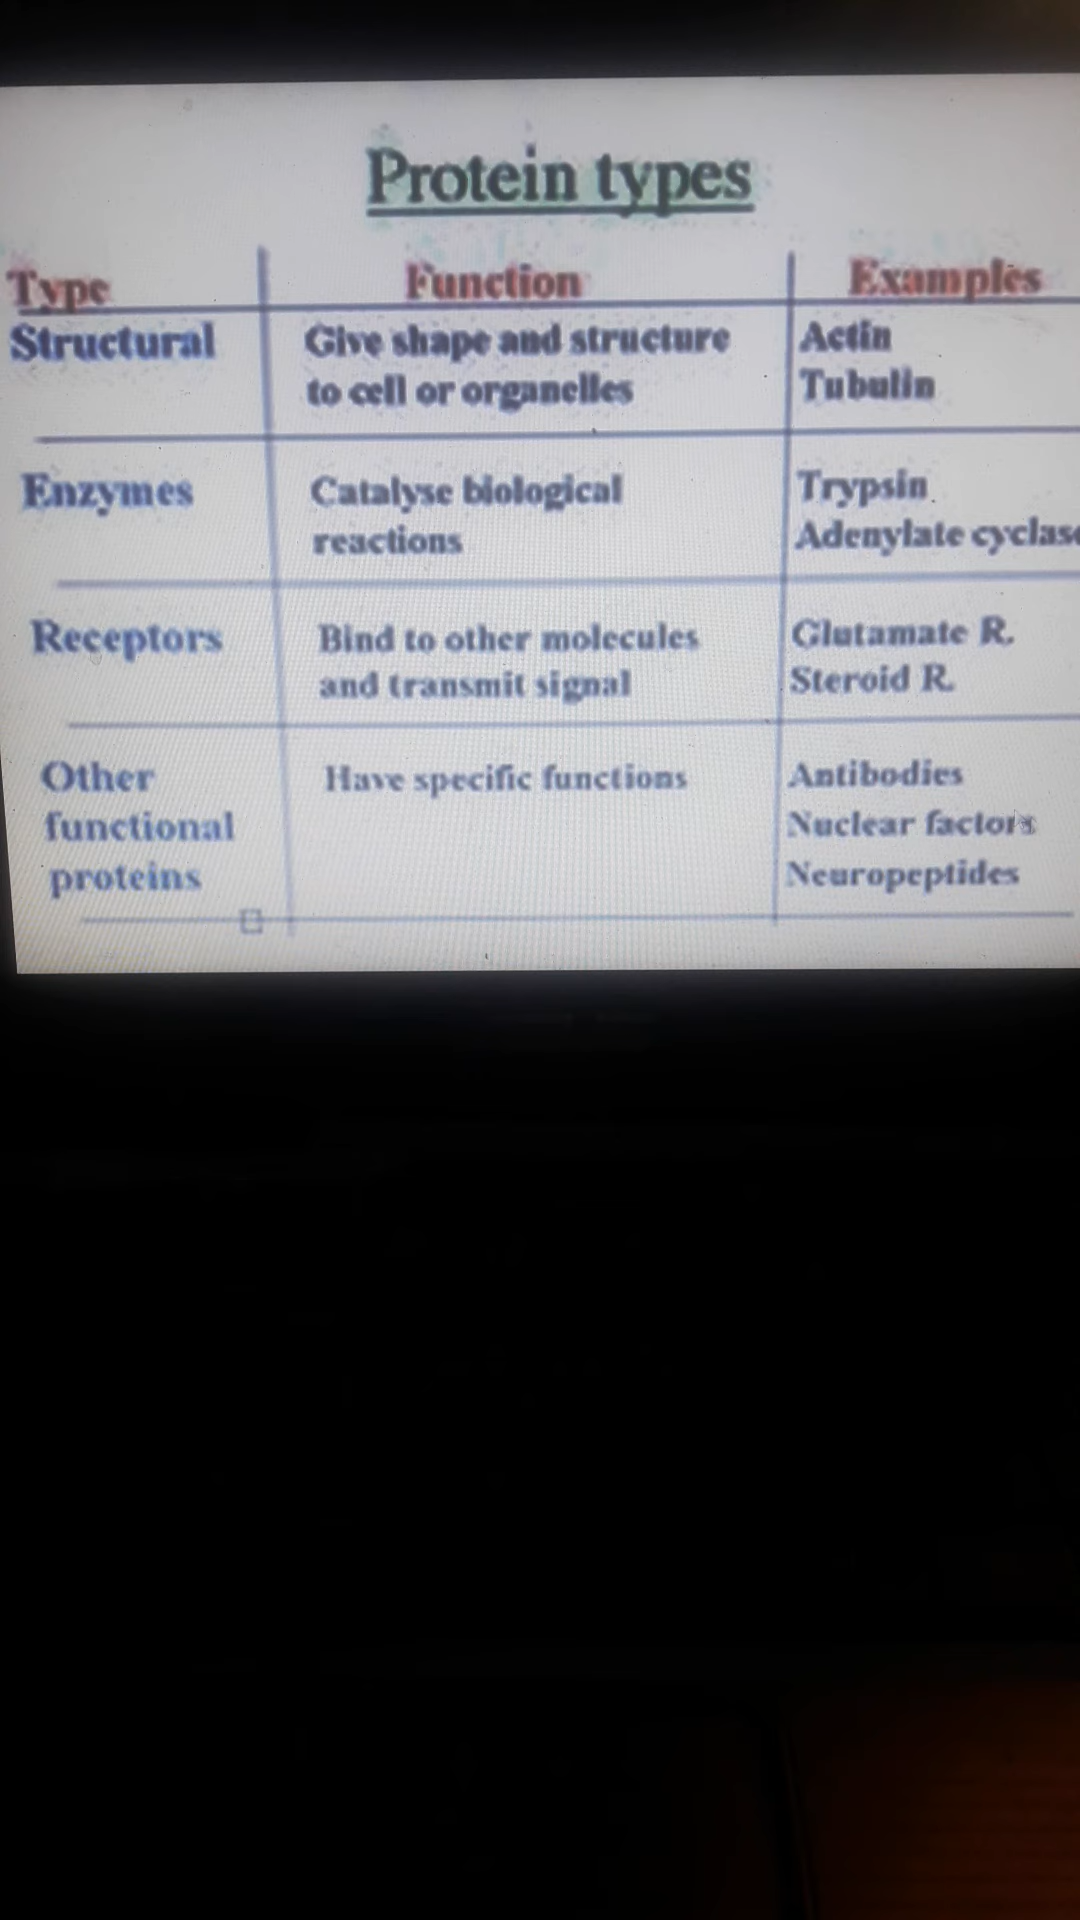 Protein types
Type Function Examples
Structural Give shape and structure Actin
to cell or organelles Tubulin
Enzymes Catalyse biological Trypsin
reactions Adenylate cyclase
Receptors Bind to other molecules Glutamate R.
and transmit signal Steroid R.
Other Have specific functions Antibodies
functional Nuclear factors
proteins Neuropeptides